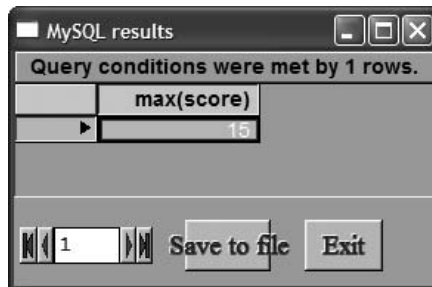 MySQL results
Query conditions were met by 1 rows.
max(score)
15
1 Save to file Exit